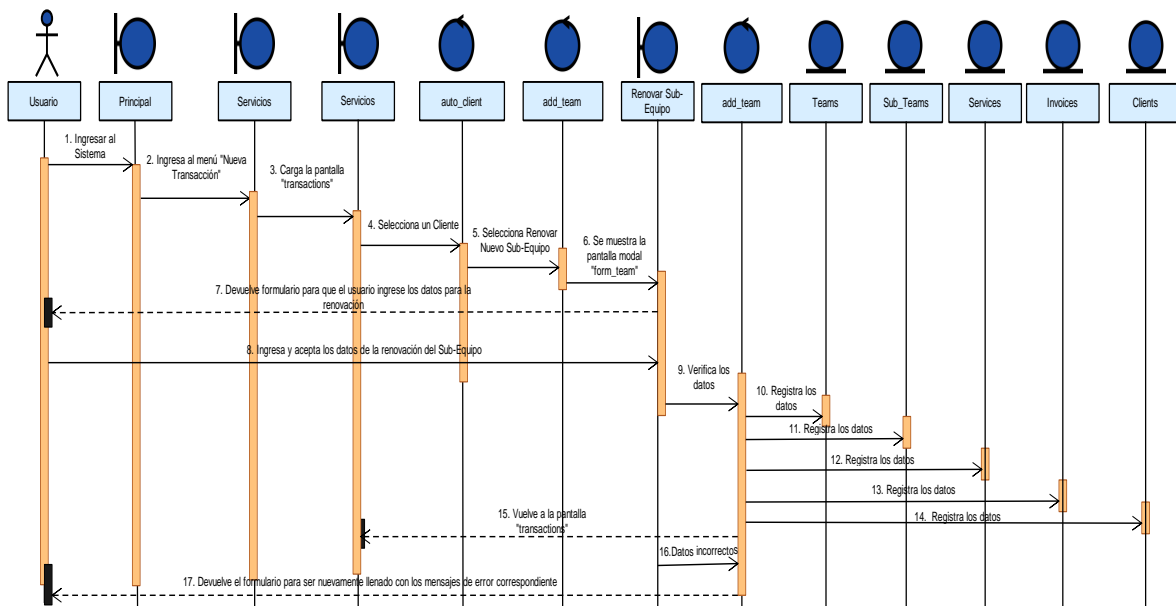 Usuario
Principal
Servicios
Servicios
auto_client
add_team
Renovar Sub-
Equipo
add_team
Teams
Sub_Teams
Services
Invoices
Clients
1. Ingresar al
Sistema
2. Ingresa al menú "Nueva
Transacción"
3. Carga la pantalla
"transactions"
4. Selecciona un Cliente
5. Selecciona Renovar
Nuevo Sub-Equipo
6. Se muestra la
pantalla modal
"form_team"
7. Devuelve formulario para que el usuario ingrese los datos para la
renovación
8. Ingresa y acepta los datos de la renovación del Sub-Equipo
9. Verifica los
datos
10. Registra los
datos
11. Registra los datos
12. Registra los datos
13. Registra los datos
14. Registra los datos
15. Vuelve a la pantalla
"transactions"
16.Datos incorrectos
17. Devuelve el formulario para ser nuevamente llenado con los mensajes de error correspondiente